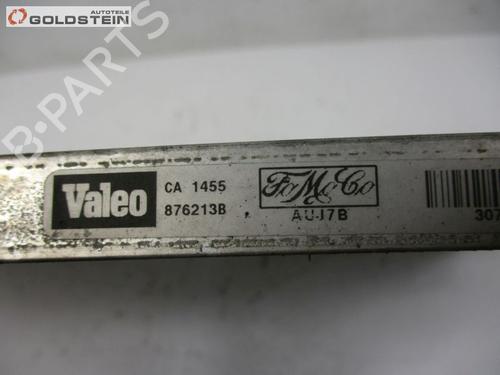 AUTOTEILE
GOLDSTEIN
B-PARTS
Valeo
CA 1455
876213B
FoMoCo
AU-I7B
307